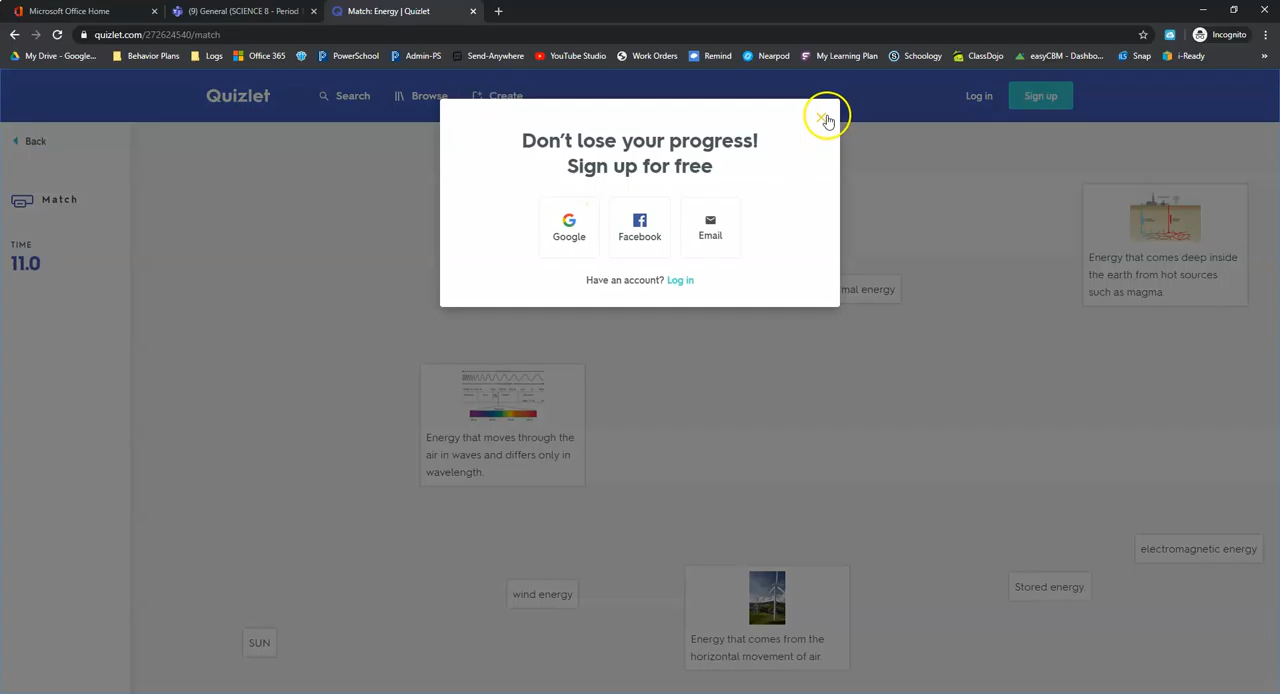 Microsoft Office Home
(9) General (SCIENCE 8 - Period
Match: Energy | Quizlet
quizlet.com/272624540/match
Incognito
My Drive - Google...
Behavior Plans
Logs
Office 365
PowerSchool
Admin-PS
Send-Anywhere
YouTube Studio
Work Orders
Remind
Nearpod
My Learning Plan
Schoology
ClassDojo
easyCBM - Dashbo...
Snap
i-Ready
Quizlet
Search
Browse
Create
Log in
Sign up
Back
Match
TIME
11.0
Don't lose your progress!
Sign up for free
Google
Facebook
Email
Have an account? Log in
mal energy
Energy that comes deep inside
the earth from hot sources
such as magma.
Energy that moves through the
air in waves and differs only in
wavelength.
electromagnetic energy
Stored energy.
wind energy
Energy that comes from the
horizontal movement of air.
SUN